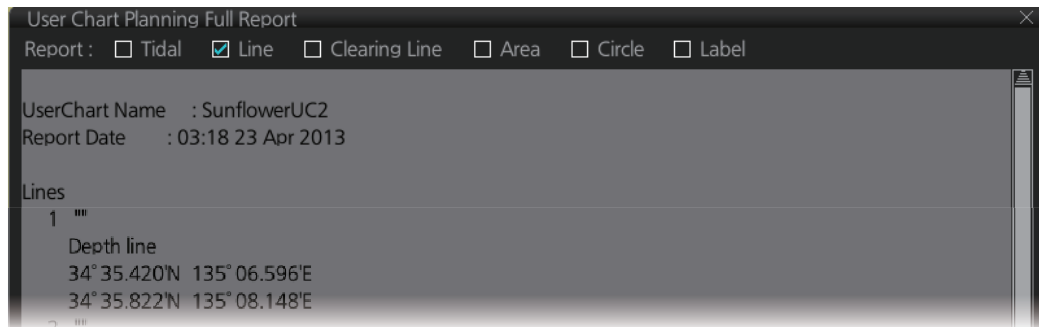 User Chart Planning Full Report
Report : Tidal Line Clearing Line Area Circle Label
UserChart Name : SunflowerUC2
Report Date : 03:18 23 Apr 2013
Lines
1 ""
Depth line
34°35.420'N 135°06.596'E
34°35.822'N 135°08.148'E
2 ""